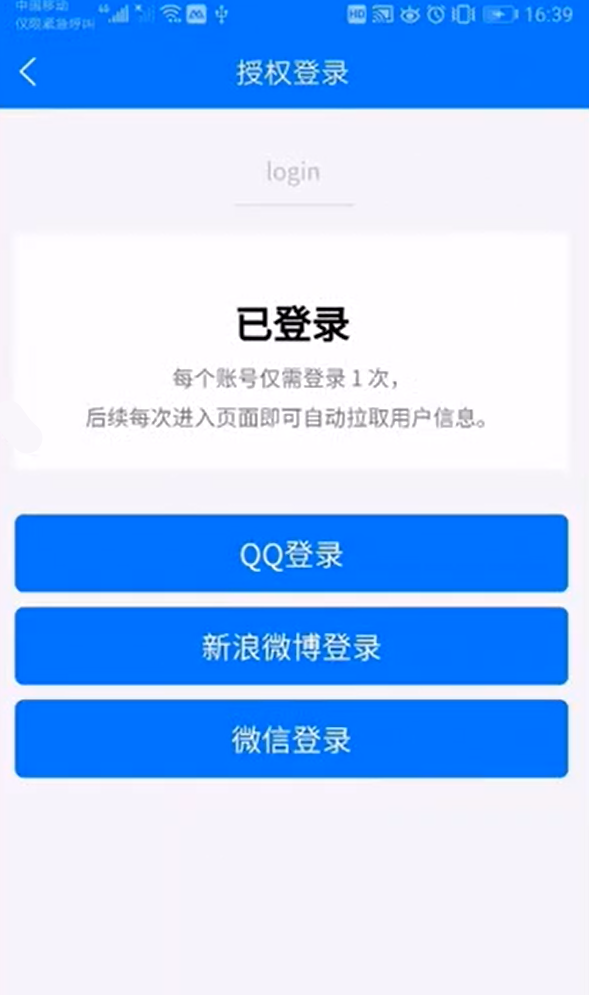 中国移动
仅限紧急呼叫
HD
16:39
授权登录
login
已登录
每个账号仅需登录 1 次，
后续每次进入页面即可自动拉取用户信息。
QQ登录
新浪微博登录
微信登录